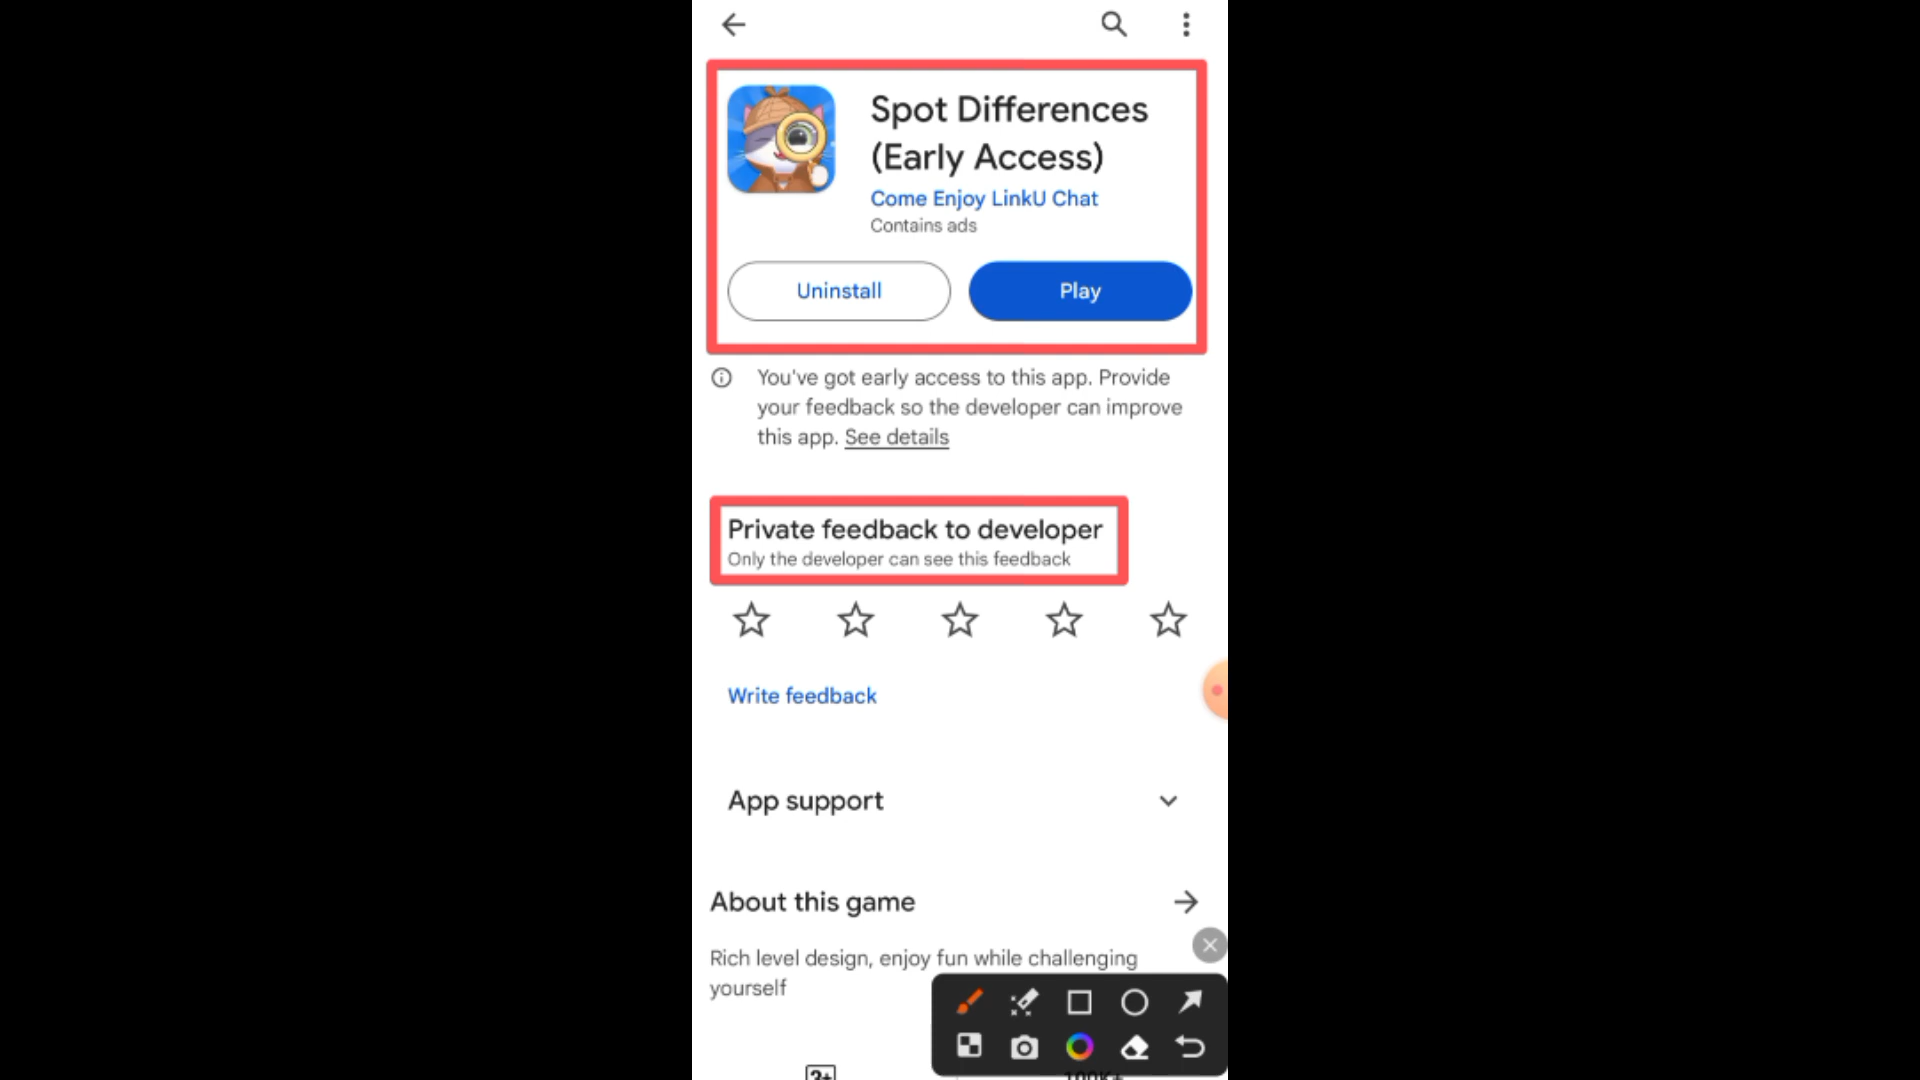 Spot Differences
(Early Access)
Come Enjoy LinkU Chat
Contains ads
Uninstall
Play
You've got early access to this app. Provide
your feedback so the developer can improve
this app. See details
Private feedback to developer
Only the developer can see this feedback
Write feedback
App support
About this game
Rich level design, enjoy fun while challenging
yourself
3+